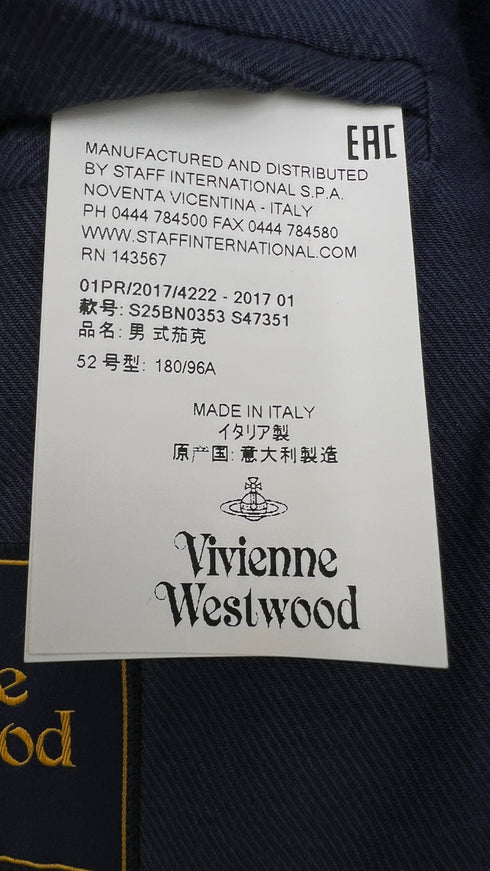 EAC
MANUFACTURED AND DISTRIBUTED
BY STAFF INTERNATIONAL S.P.A.
NOVENTA VICENTINA - ITALY
PH 0444 784500 FAX 0444 784580
WWW.STAFFINTERNATIONAL.COM
RN 143567
01PR/2017/4222 - 2017 01
款号: S25BN0353 S47351
品名: 男 式茄克
52 号型: 180/96A
MADE IN ITALY
イタリア製
原产国: 意大利製造
Vivienne
Westwood
e
od